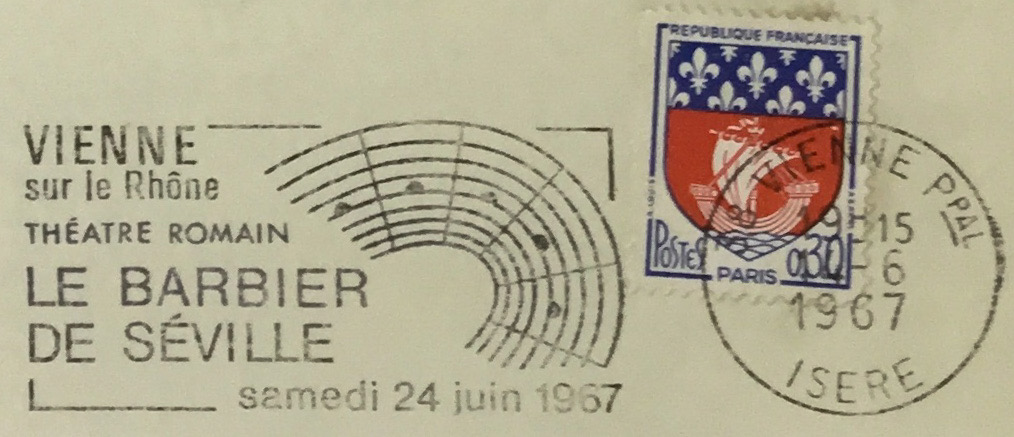 VIENNE
sur le Rhône
THÉATRE ROMAIN
LE BARBIER
DE SÉVILLE
samedi 24 juin 1967
REPUBLIQUE FRANÇAISE
POSTES
PARIS
0,30
VIENNE PPAL
19H15
6
1967
ISERE